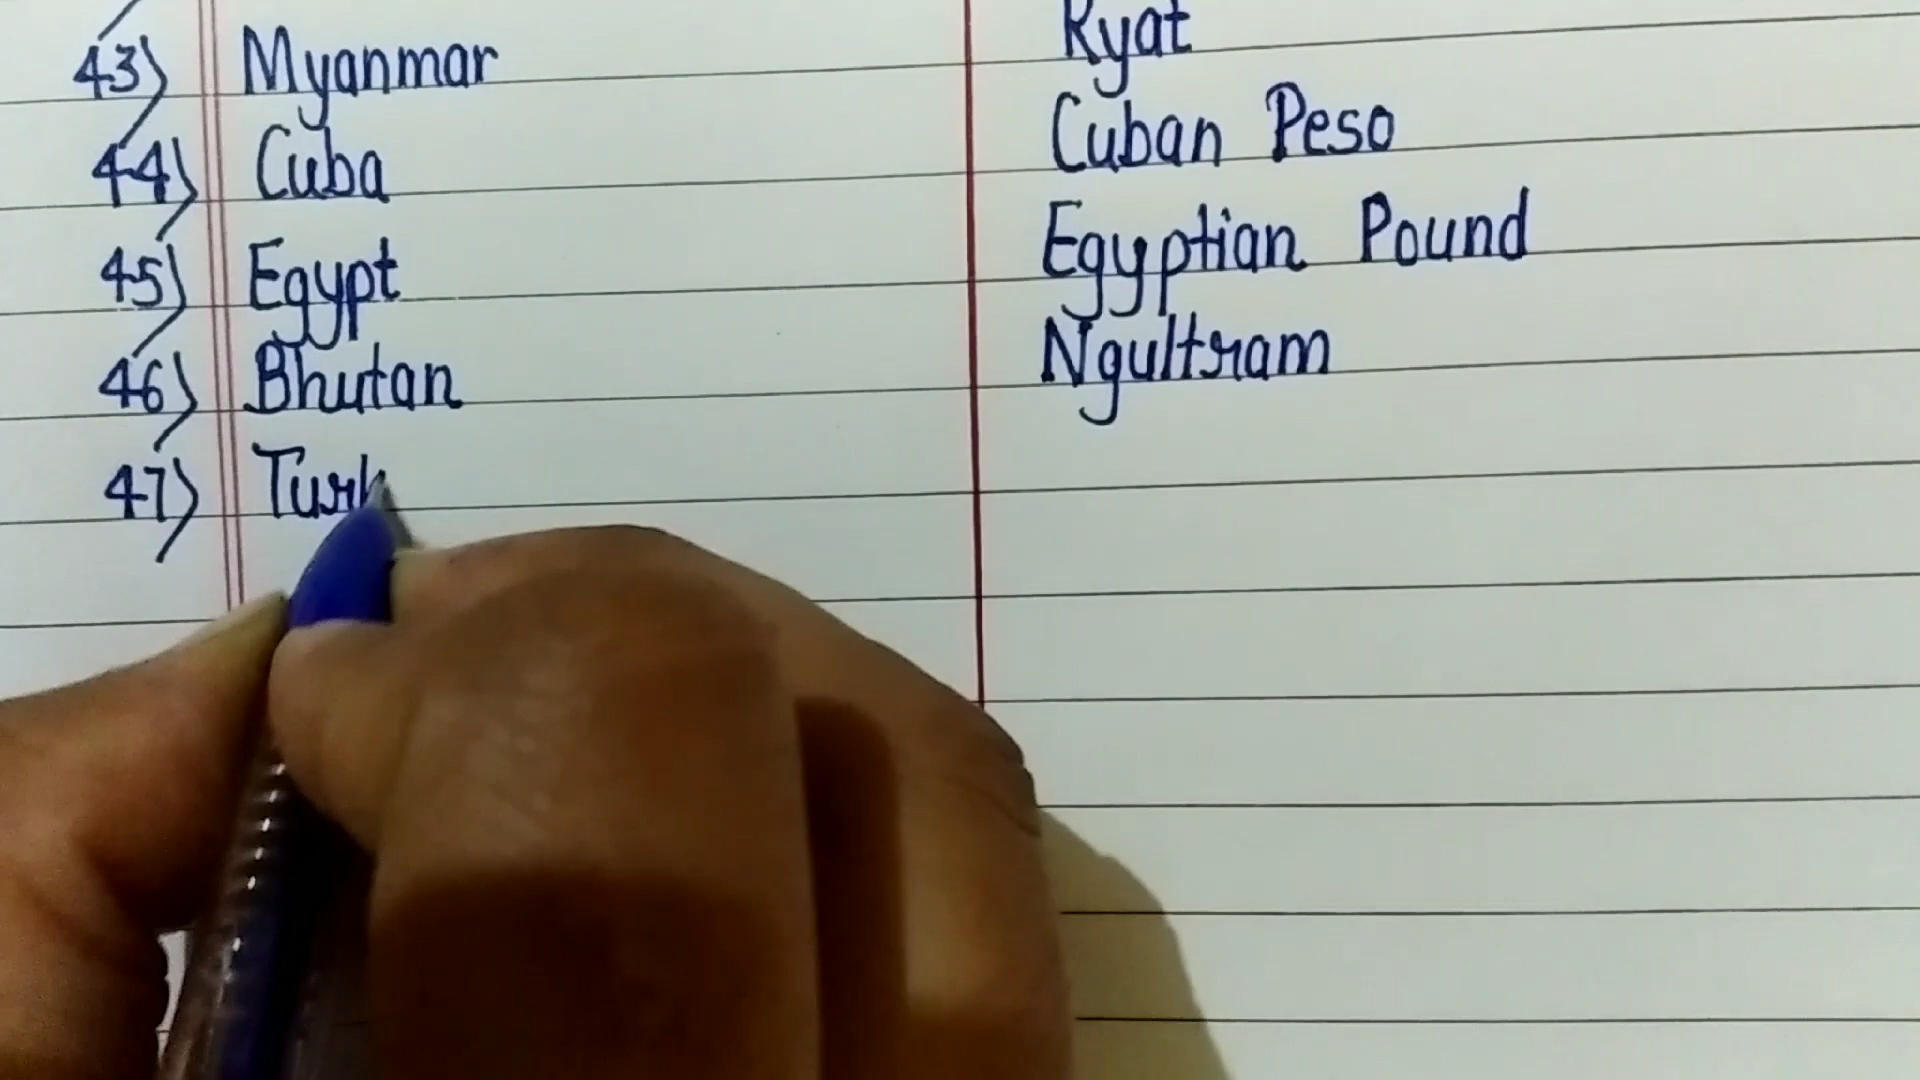 43) Myanmar Kyat
44) Cuba Cuban Peso
45) Egypt Egyptian Pound
46) Bhutan Ngultram
47) Turk